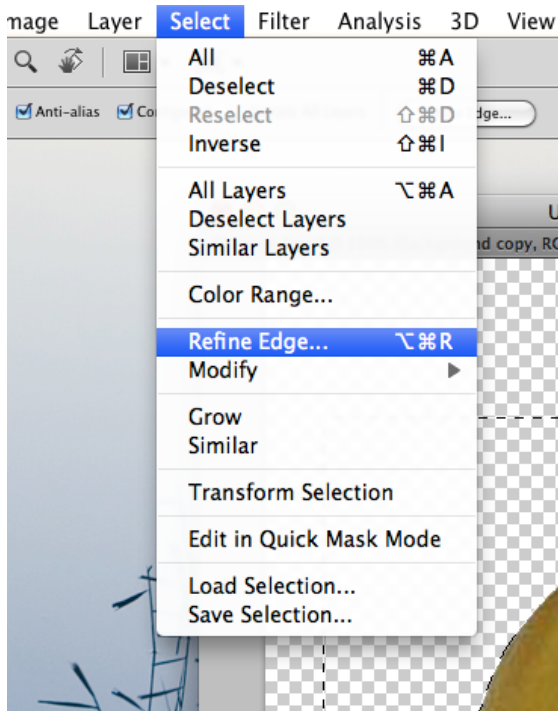 mage Layer Select Filter Analysis 3D View
All ⌘A
Deselect ⌘D
Anti-alias Co dge...
Reselect ⇧⌘D
Inverse ⇧⌘I
All Layers ⌥⌘A
Deselect Layers
U
Similar Layers
nd copy, RG
Color Range...
Refine Edge... ⌥⌘R
Modify
Grow
Similar
Transform Selection
Edit in Quick Mask Mode
Load Selection...
Save Selection...